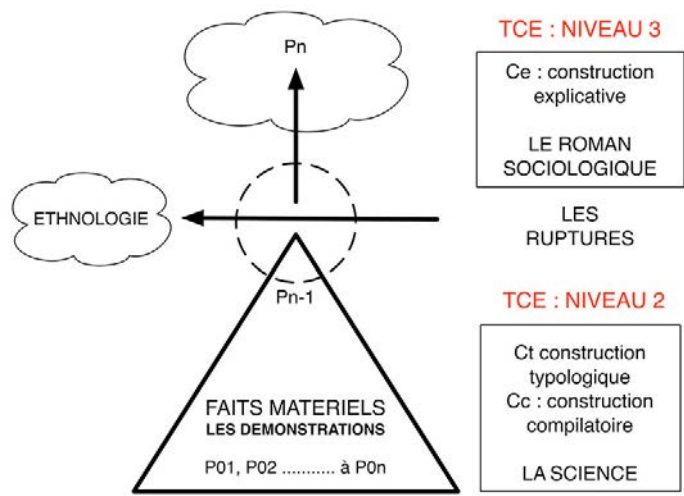 Pn
TCE : NIVEAU 3
Ce : construction
explicative
LE ROMAN
SOCIOLOGIQUE
ETHNOLOGIE
LES
RUPTURES
Pn-1
TCE : NIVEAU 2
Ct construction
typologique
Cc : construction
compilatoire
LA SCIENCE
FAITS MATERIELS
LES DEMONSTRATIONS
P01, P02 ........... à P0n